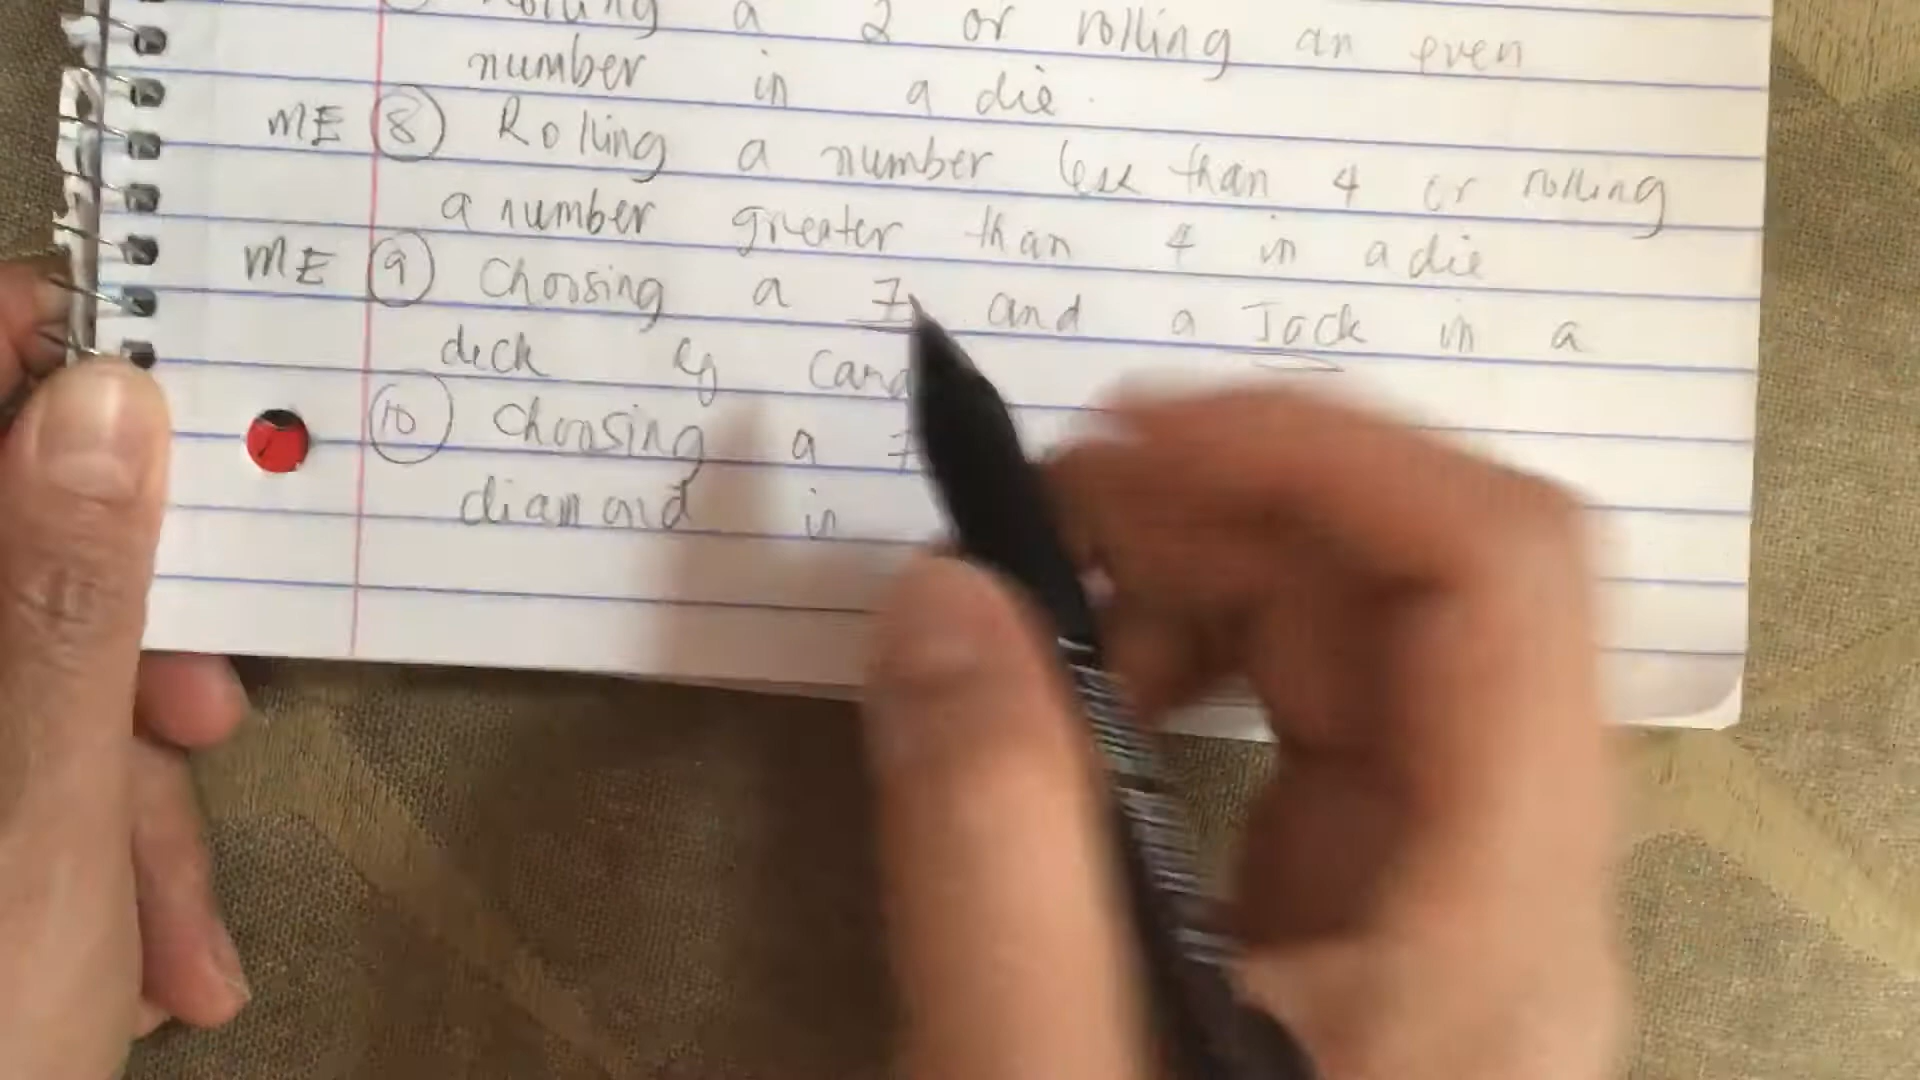 Rolling a 2 or rolling an even
number in a die.
ME 8 Rolling a number less than 4 or rolling
a number greater than 4 in a die
ME 9 Choosing a 7 and a Jack in a
deck of card
10 Choosing a 7
diamond in